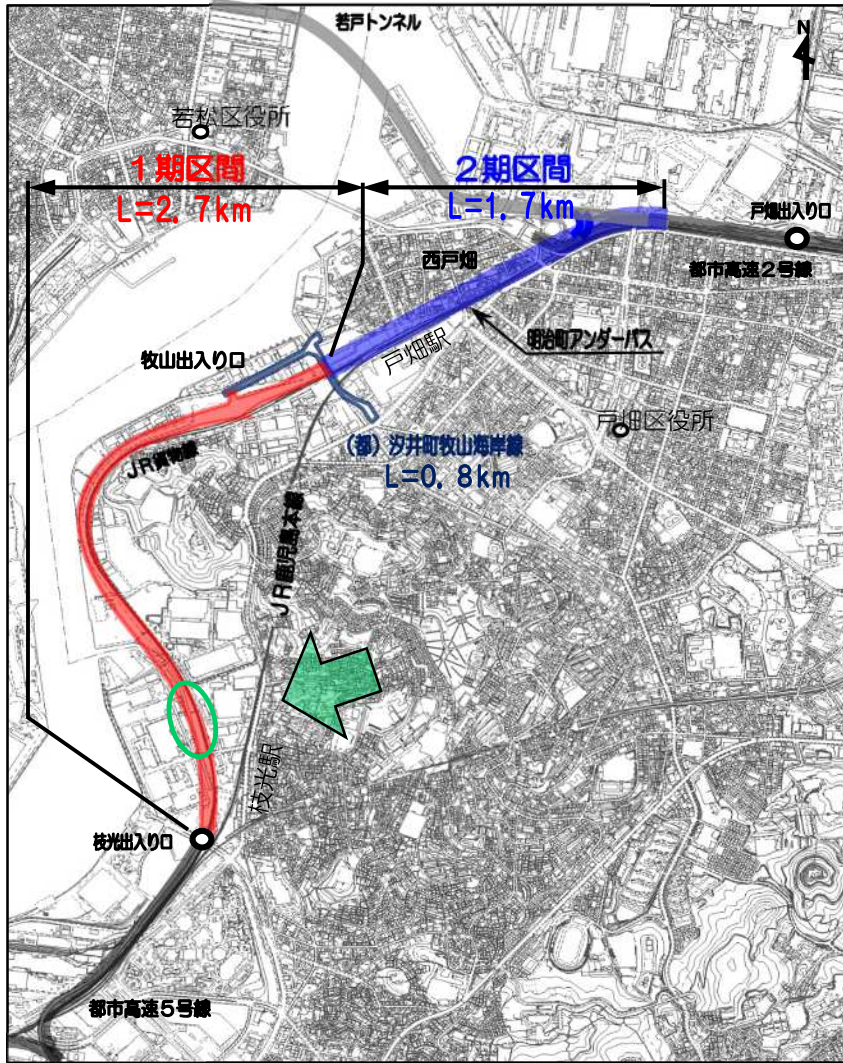 若戸トンネル
N
若松区役所
1期区間
L=2.7km
2期区間
L=1.7km
戸畑出入り口
都市高速2号線
西戸畑
明治町アンダーパス
戸畑駅
牧山出入り口
戸畑区役所
(都)汐井町牧山海岸線
L=0.8km
JR貨物線
JR鹿児島本線
枝光駅
枝光出入り口
都市高速5号線